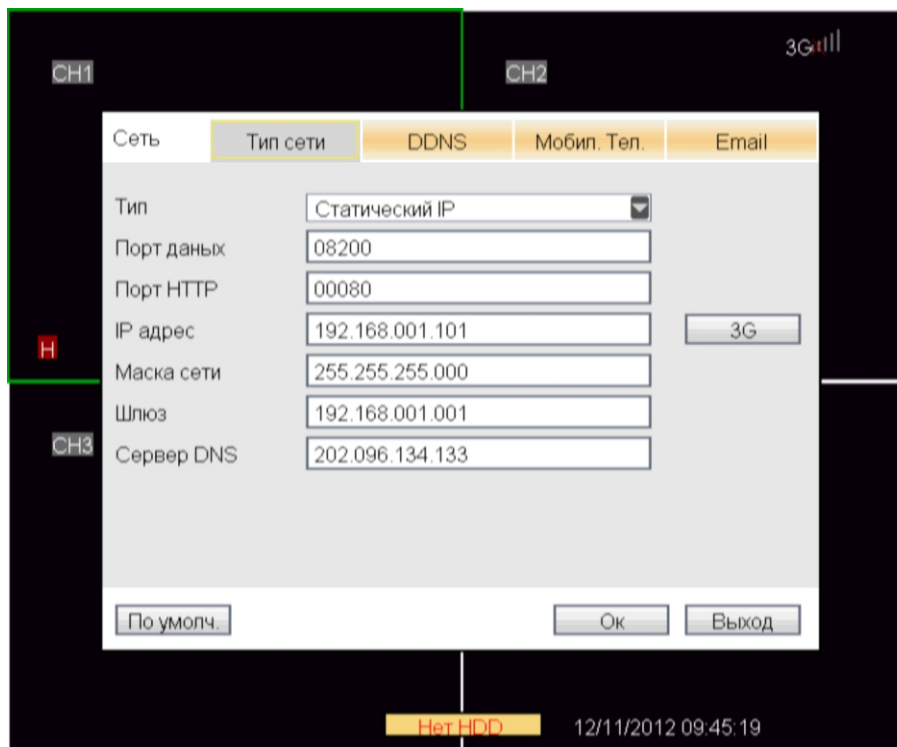 3G
CH1
CH2
Сеть
Тип сети
DDNS
Мобил. Тел.
Email
Тип
Статический IP
Порт даных
08200
Порт HTTP
00080
IP адрес
192.168.001.101
3G
H
Маска сети
255.255.255.000
Шлюз
192.168.001.001
CH3
Сервер DNS
202.096.134.133
По умолч.
Ок
Выход
Нет HDD
12/11/2012 09:45:19